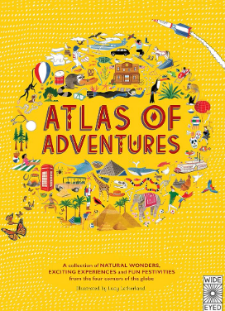 ATLAS OF
ADVENTURES
A collection of NATURAL WONDERS,
EXCITING EXPERIENCES and FUN FESTIVITIES
from the four corners of the globe
Illustrated by Lucy Letherland
WIDE
EYED